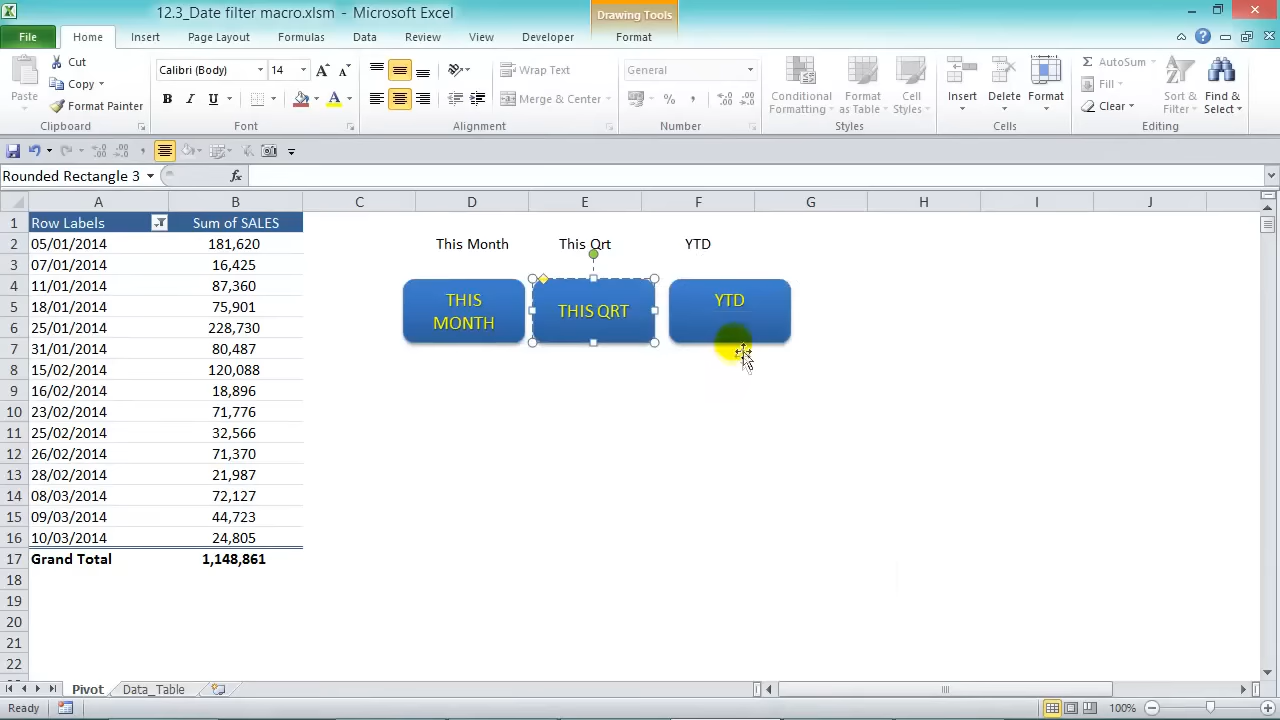 12.3_Date filter macro.xlsm - Microsoft Excel
Drawing Tools
File Home Insert Page Layout Formulas Data Review View Developer Format
Paste
Cut
Copy
Format Painter
Clipboard
Calibri (Body) 14
B I U
A
Font
Wrap Text
Merge & Center
Alignment
General
%
Number
Conditional Formatting
Format as Table
Cell Styles
Styles
Insert
Delete
Format
Cells
AutoSum
Fill
Clear
Sort & Filter
Find & Select
Editing
Rounded Rectangle 3 fx
A B C D E F G H I J
1 Row Labels Sum of SALES
2 05/01/2014 181,620 This Month This Qrt YTD
3 07/01/2014 16,425
4 11/01/2014 87,360
5 18/01/2014 75,901
6 25/01/2014 228,730
7 31/01/2014 80,487
8 15/02/2014 120,088
9 16/02/2014 18,896
10 23/02/2014 71,776
11 25/02/2014 32,566
12 26/02/2014 71,370
13 28/02/2014 21,987
14 08/03/2014 72,127
15 09/03/2014 44,723
16 10/03/2014 24,805
17 Grand Total 1,148,861
18
19
20
21
22
THIS
MONTH
THIS QRT
YTD
Pivot Data_Table
Ready 100%